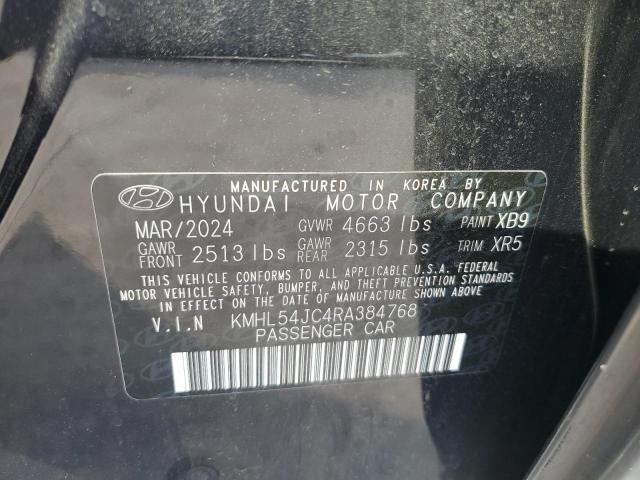 MANUFACTURED IN KOREA BY
HYUNDAI MOTOR COMPANY
MAR/2024 GVWR 4663 lbs PAINT XB9
GAWR FRONT 2513 lbs GAWR REAR 2315 lbs TRIM XR5
THIS VEHICLE CONFORMS TO ALL APPLICABLE U.S.A. FEDERAL
MOTOR VEHICLE SAFETY, BUMPER, AND THEFT PREVENTION
STANDARDS IN EFFECT ON THE DATE OF MANUFACTURE
SHOWN ABOVE.
V.I.N KMHL54JC4RA384768
PASSENGER CAR